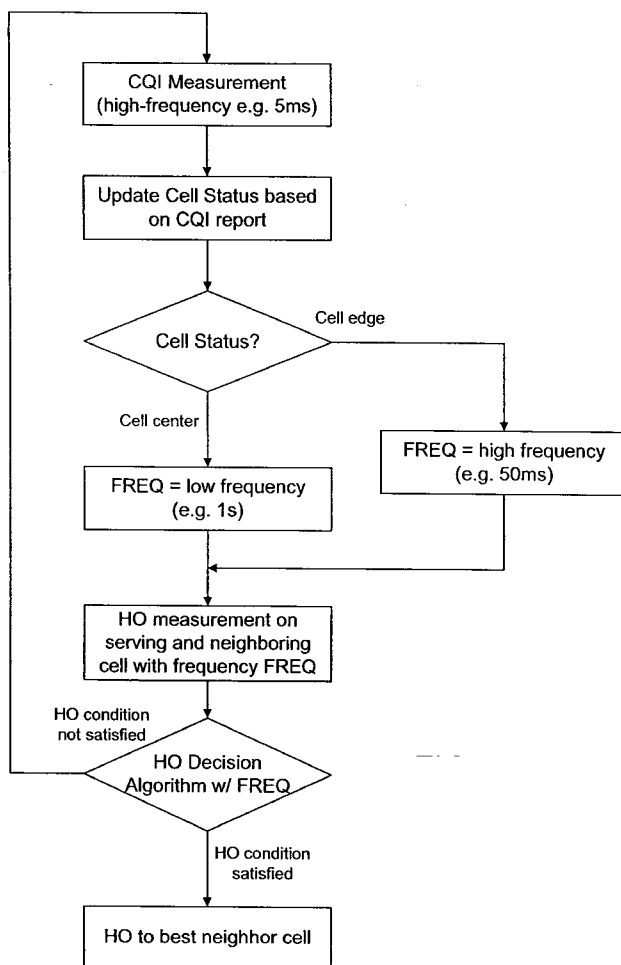 CQI Measurement
(high-frequency e.g. 5ms)
Update Cell Status based
on CQI report
Cell edge
Cell Status?
Cell center
FREQ = high frequency
(e.g. 50ms)
FREQ = low frequency
(e.g. 1s)
HO measurement on
serving and neighboring
cell with frequency FREQ
HO condition
not satisfied
HO Decision
Algorithm w/ FREQ
HO condition
satisfied
HO to best neighhor cell